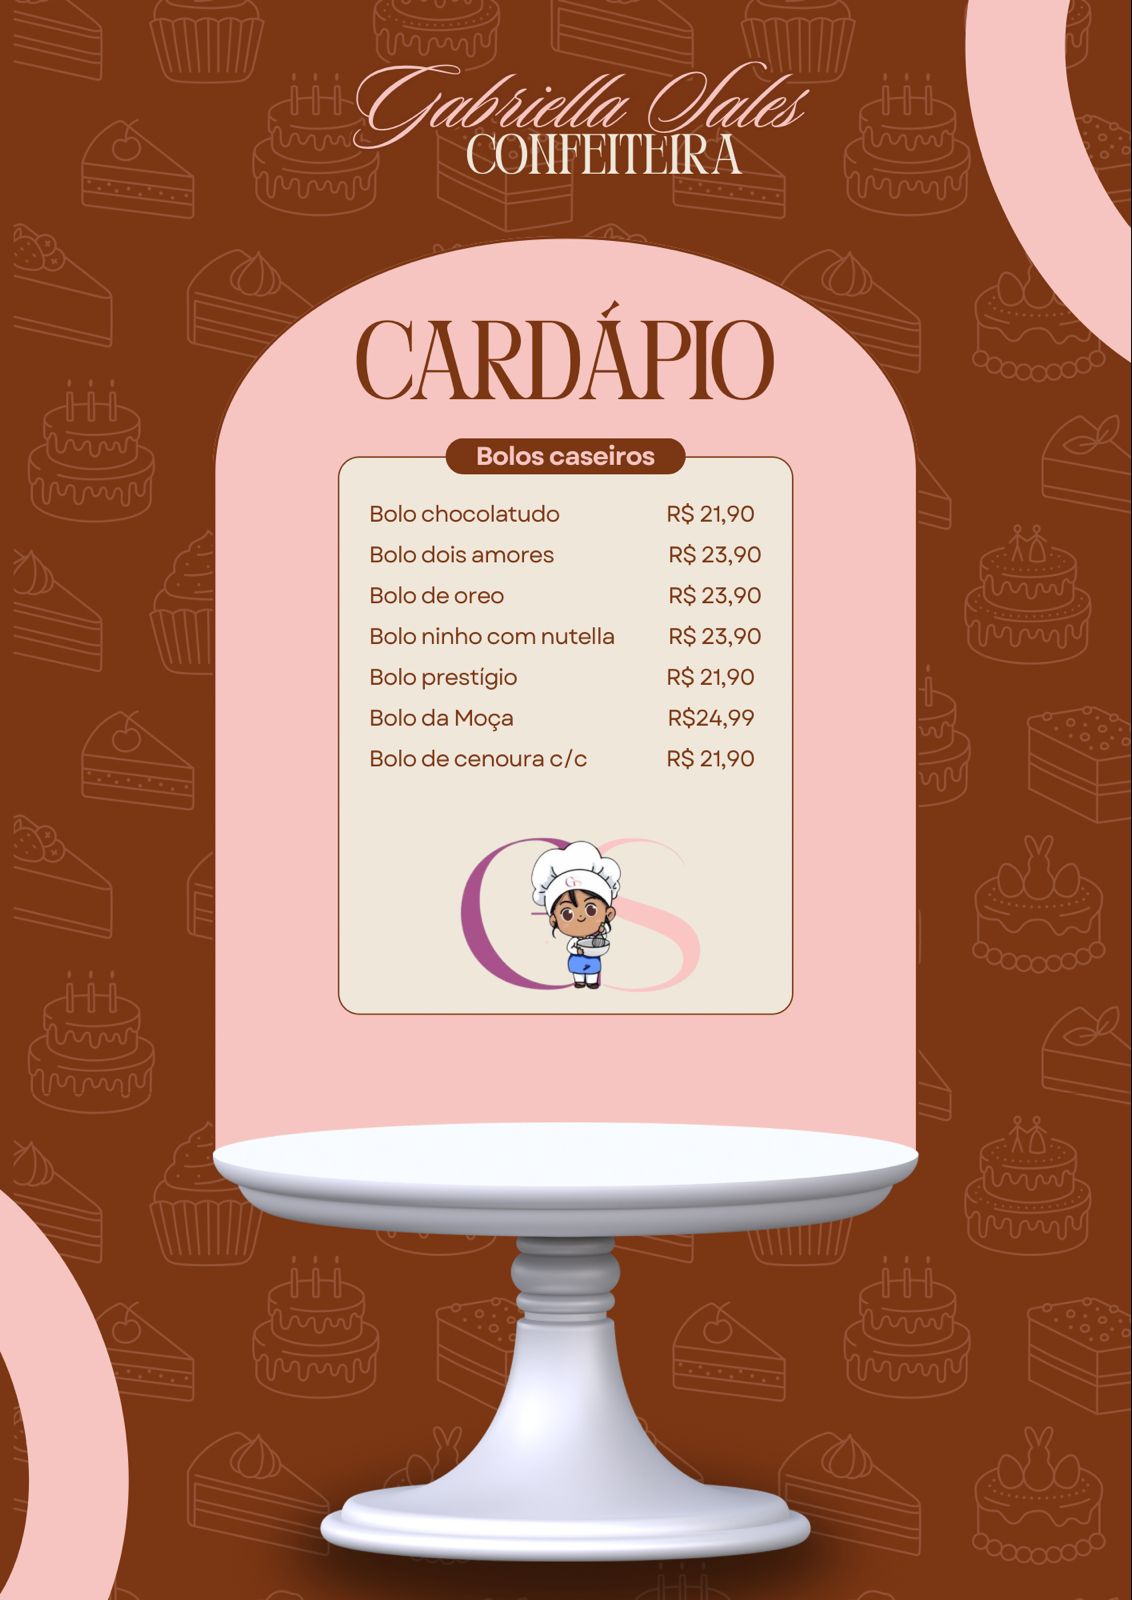 Gabriella Sales
CONFEITEIRA
CARDÁPIO
Bolos caseiros
Bolo chocolatudo R$ 21,90
Bolo dois amores R$ 23,90
Bolo de oreo R$ 23,90
Bolo ninho com nutella R$ 23,90
Bolo prestígio R$ 21,90
Bolo da Moça R$24,99
Bolo de cenoura c/c R$ 21,90
GS
GS